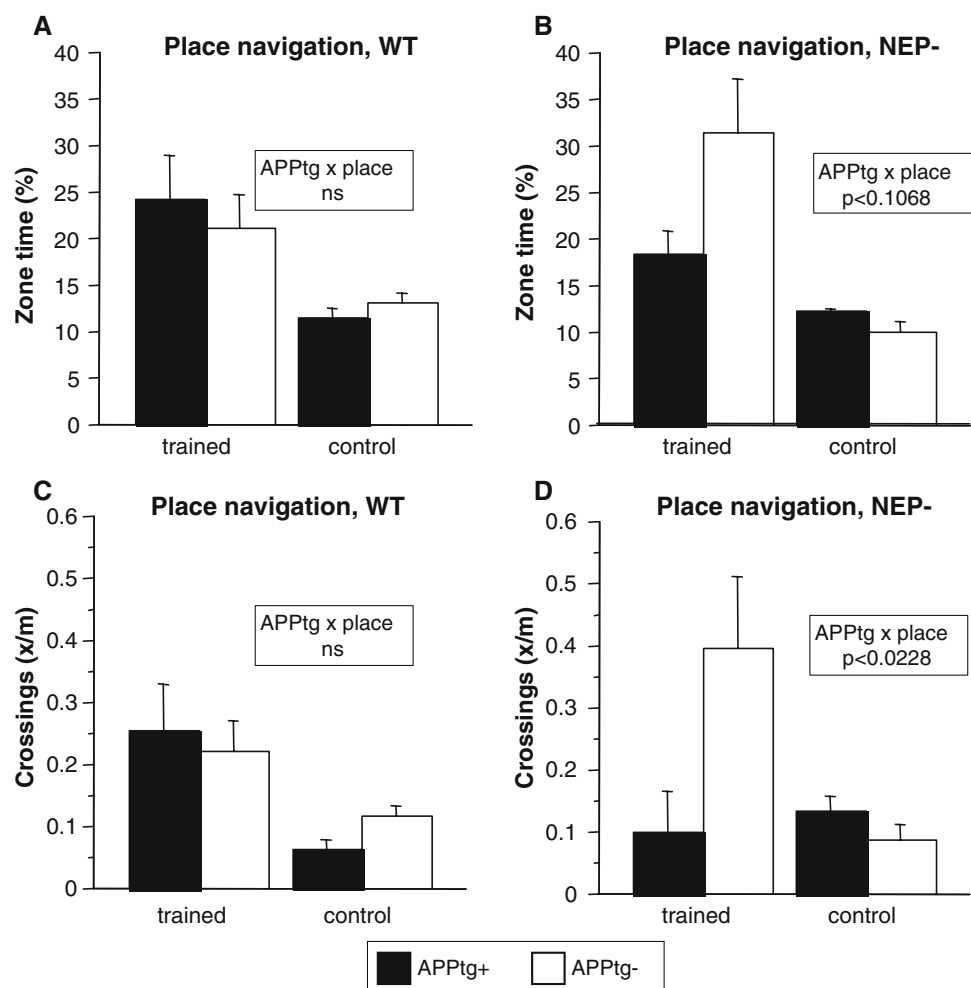 A
Place navigation, WT
40
35
30
25
20
15
10
5
0
Zone time (%)
APPtg x place
ns
trained control
B
Place navigation, NEP-
40
35
30
25
20
15
10
5
0
Zone time (%)
APPtg x place
p<0.1068
trained control
C
Place navigation, WT
0.6
0.5
0.4
0.3
0.2
0.1
0
Crossings (x/m)
APPtg x place
ns
trained control
D
Place navigation, NEP-
0.6
0.5
0.4
0.3
0.2
0.1
0
Crossings (x/m)
APPtg x place
p<0.0228
trained control
APPtg+ APPtg-